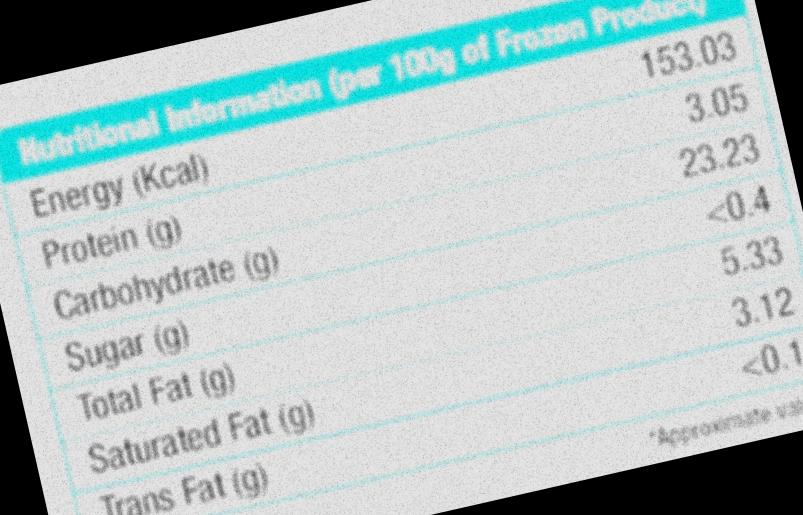 Nutritional Information (per 100g of Frozen Product)
Energy (Kcal) 153.03
Protein (g) 3.05
Carbohydrate (g) 23.23
Sugar (g) <0.4
Total Fat (g) 5.33
Saturated Fat (g) 3.12
Trans Fat (g) <0.1
*Approximate